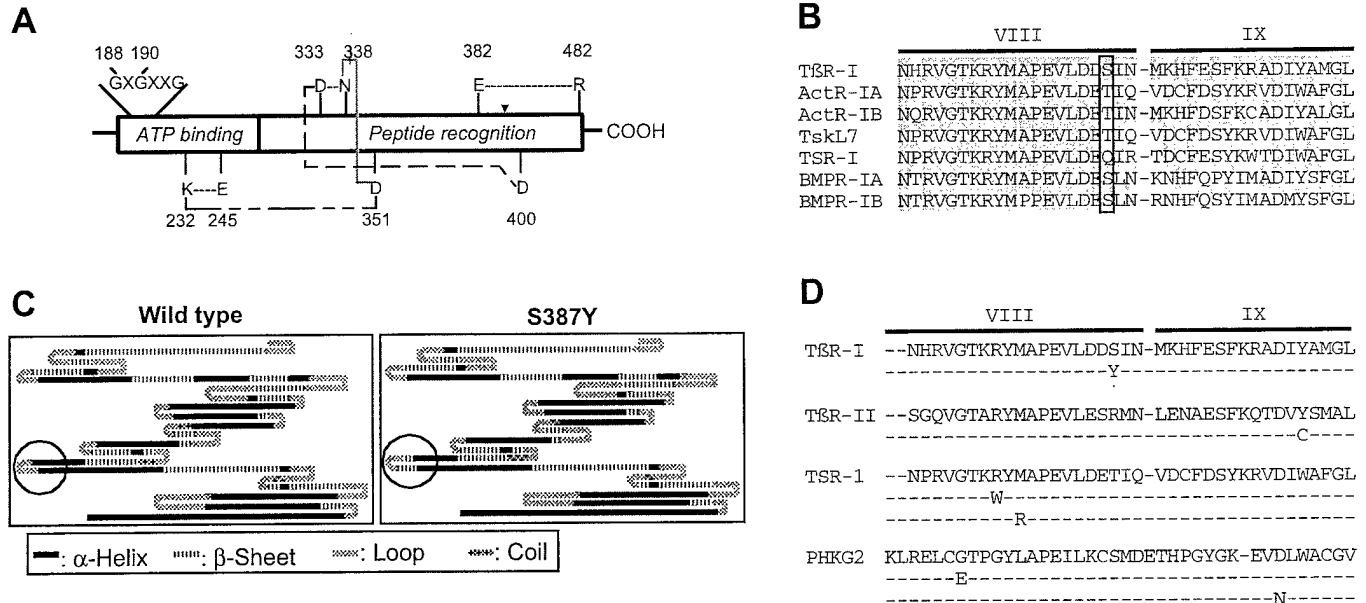 A
188 190 333 338 382 482
GXGXXG
D--N E R
ATP binding Peptide recognition COOH
K----E D D
232 245 351 400
B
VIII IX
TßR-I NHRVGTKRYMAPEVLDDSIN-MKHFESFKRADIYAMGL
ActR-IA NPRVGTKRYMAPEVLDETIQ-VDCFDSYKRVDIWAFGL
ActR-IB NQRVGTKRYMAPEVLDETIN-MKHFDSFKCADIYALGL
TskL7 NPRVGTKRYMAPEVLDETIQ-VDCFDSYKRVDIWAFGL
TSR-I NPRVGTKRYMAPEVLDEQIR-TDCFESYKWTDIWAFGL
BMPR-IA NTRVGTKRYMAPEVLDESLN-KNHFQPYIMADIYSFGL
BMPR-IB NTRVGTKRYMPPEVLDESLN-RNHFQSYIMADMYSFGL
C
Wild type S387Y
: α-Helix : β-Sheet : Loop : Coil
D
VIII IX
TßR-I --NHRVGTKRYMAPEVLDDSIN-MKHFESFKRADIYAMGL
-------------------Y--------------------
TßR-II --SGQVGTARYMAPEVLESRMN-LENAESFKQTDVYSMAL
-----------------------------------C----
TSR-1 --NPRVGTKRYMAPEVLDETIQ-VDCFDSYKRVDIWAFGL
---------W------------------------------
-----------R----------------------------
PHKG2 KLRELCGTPGYLAPEILKCSMDETHPGYGK-EVDLWACGV
------E---------------------------------
---------------------------------N------